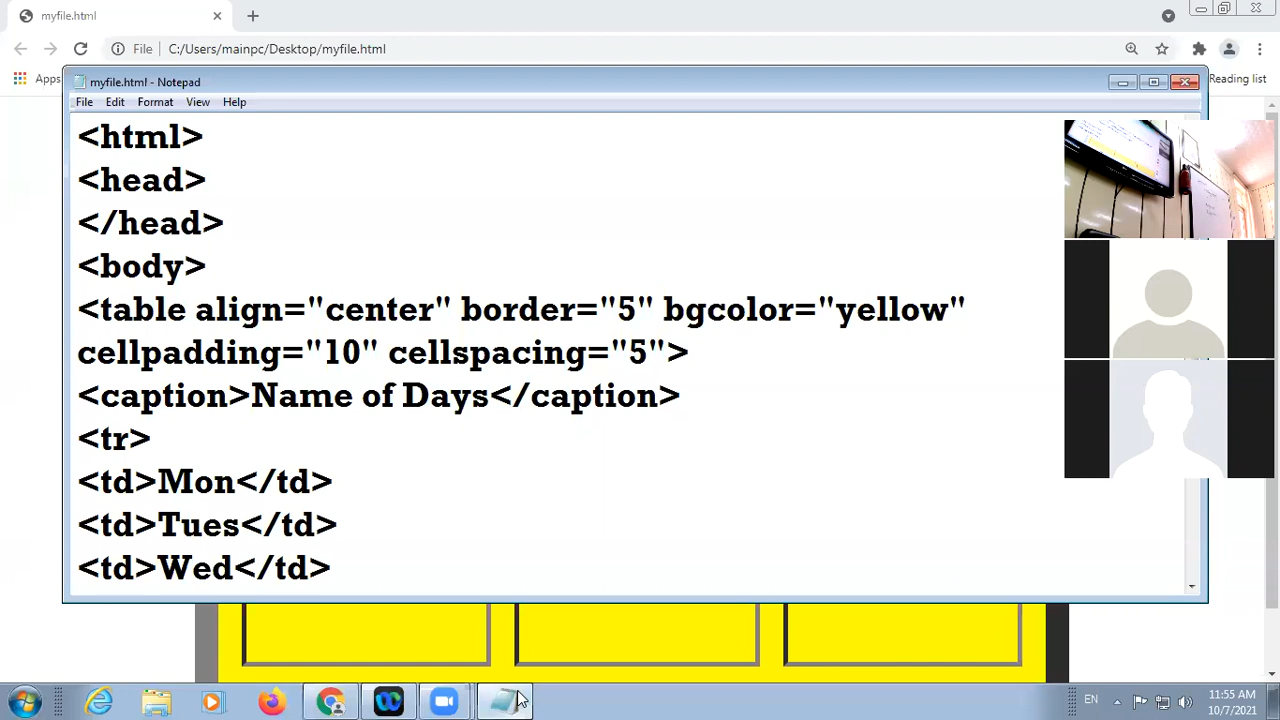 myfile.html
File C:/Users/mainpc/Desktop/myfile.html
Apps
Reading list
myfile.html - Notepad
File Edit Format View Help
<html>
<head>
</head>
<body>
<table align="center" border="5" bgcolor="yellow"
cellpadding="10" cellspacing="5">
<caption>Name of Days</caption>
<tr>
<td>Mon</td>
<td>Tues</td>
<td>Wed</td>
EN
11:55 AM
10/7/2021